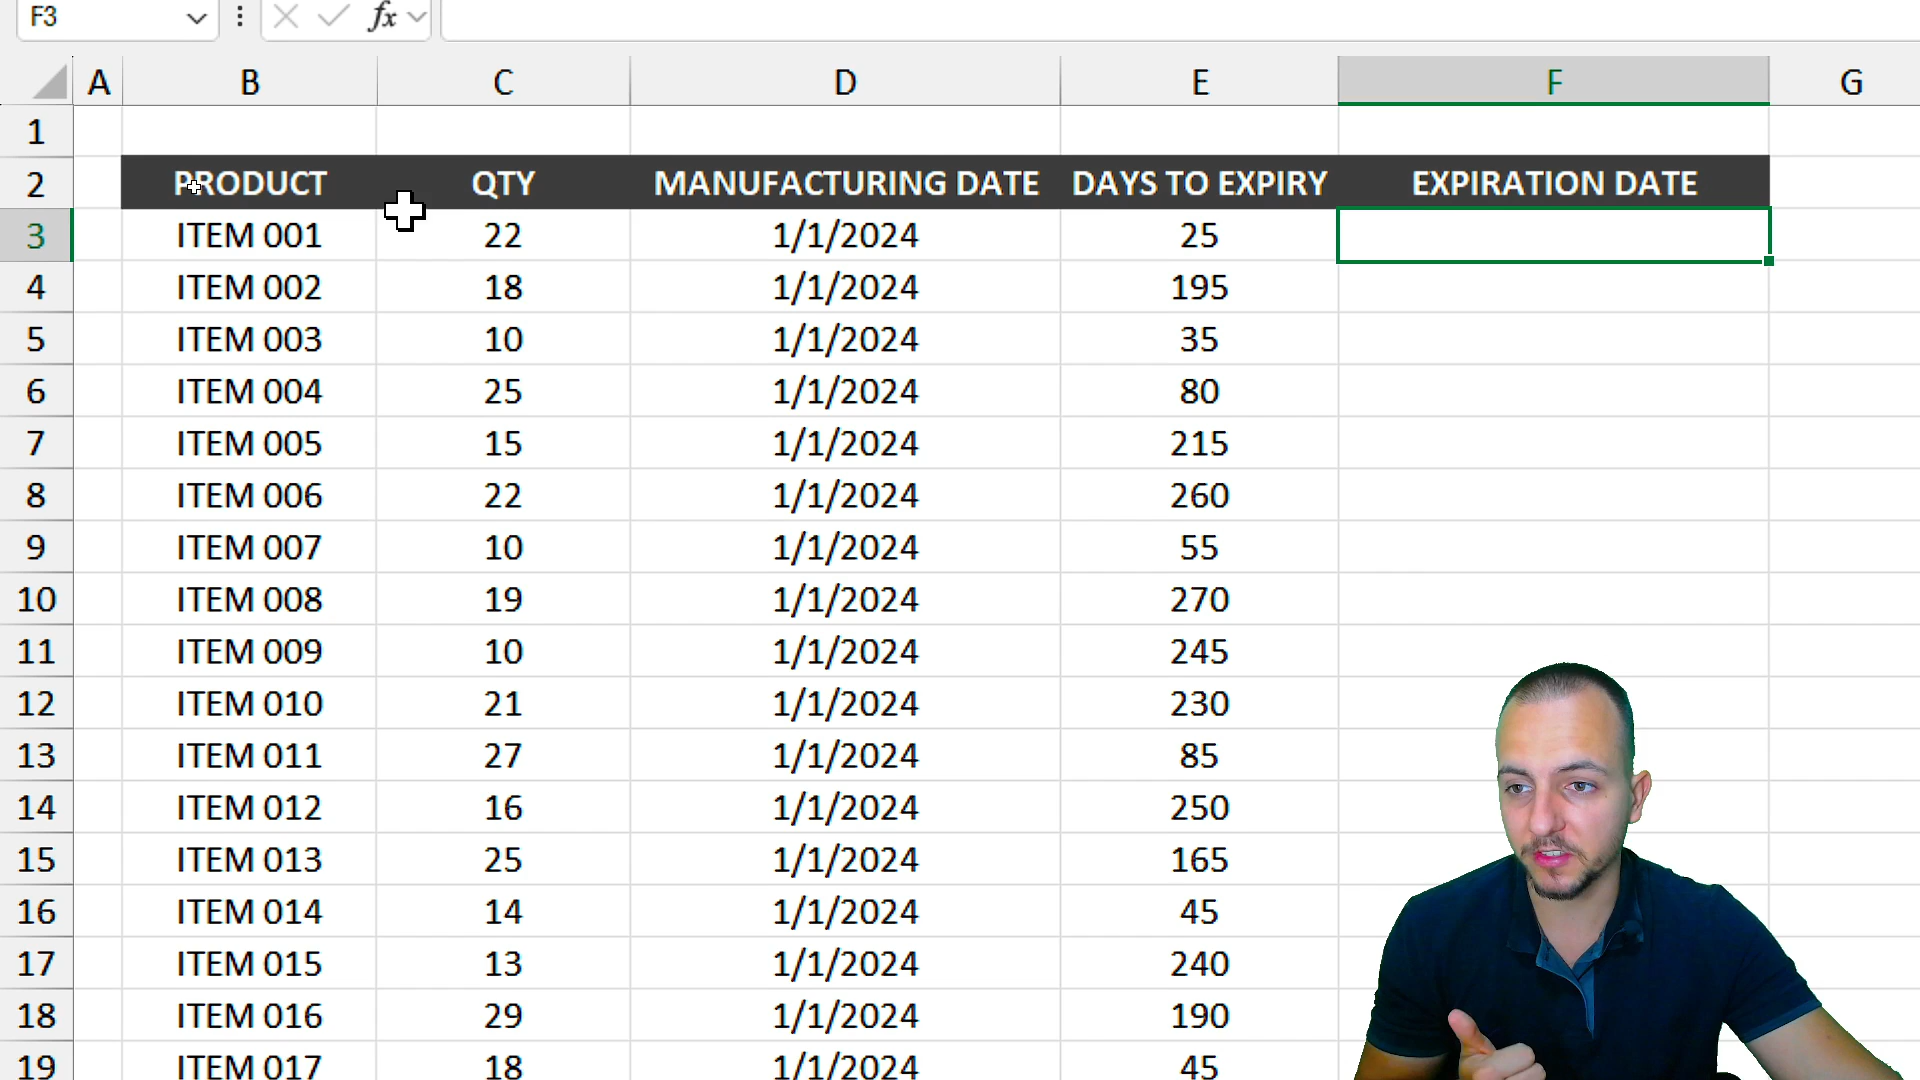 F3 fx
A B C D E F G
1
2 PRODUCT QTY MANUFACTURING DATE DAYS TO EXPIRY EXPIRATION DATE
3 ITEM 001 22 1/1/2024 25
4 ITEM 002 18 1/1/2024 195
5 ITEM 003 10 1/1/2024 35
6 ITEM 004 25 1/1/2024 80
7 ITEM 005 15 1/1/2024 215
8 ITEM 006 22 1/1/2024 260
9 ITEM 007 10 1/1/2024 55
10 ITEM 008 19 1/1/2024 270
11 ITEM 009 10 1/1/2024 245
12 ITEM 010 21 1/1/2024 230
13 ITEM 011 27 1/1/2024 85
14 ITEM 012 16 1/1/2024 250
15 ITEM 013 25 1/1/2024 165
16 ITEM 014 14 1/1/2024 45
17 ITEM 015 13 1/1/2024 240
18 ITEM 016 29 1/1/2024 190
19 ITEM 017 18 1/1/2024 45